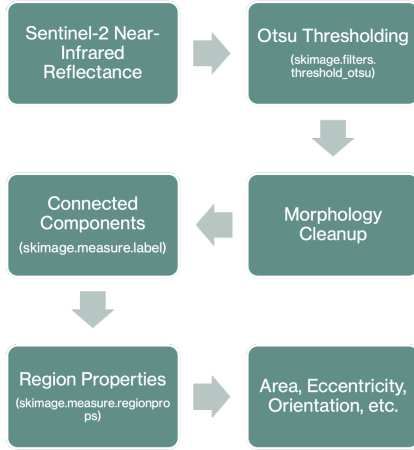 Sentinel-2 Near-
Infrared
Reflectance
Otsu Thresholding
(skimage.filters.
threshold_otsu)
Connected
Components
(skimage.measure.label)
Morphology
Cleanup
Region Properties
(skimage.measure.regionpro
ps)
Area, Eccentricity,
Orientation, etc.